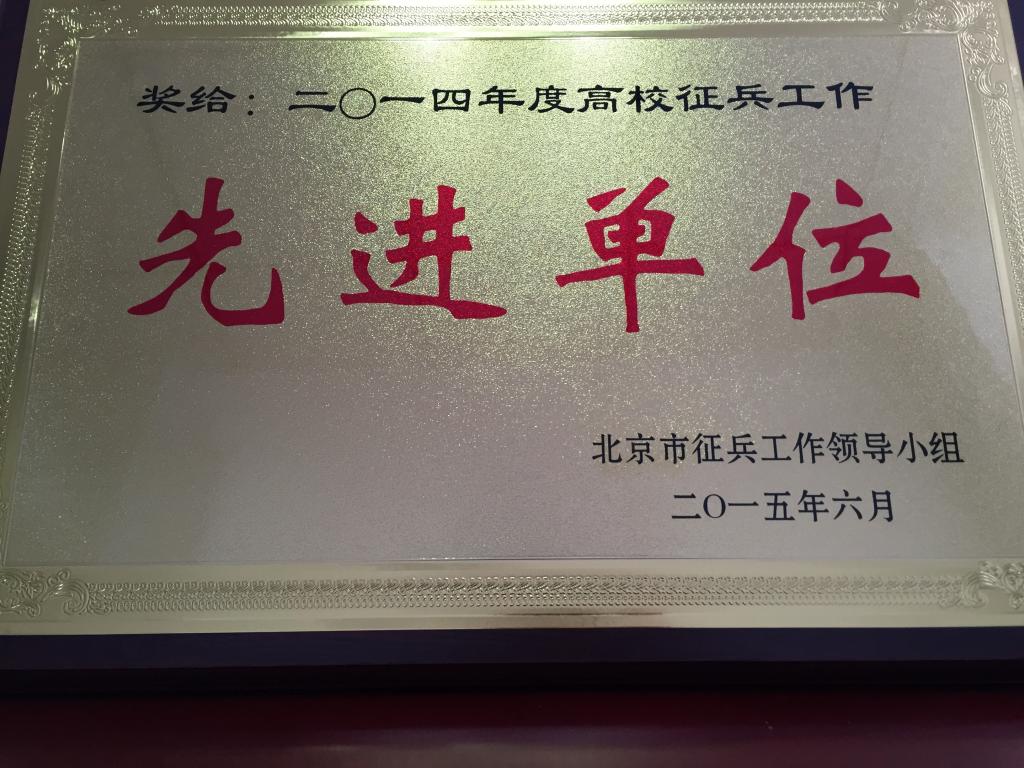 奖给：二〇一四年度高校征兵工作
先进单位
北京市征兵工作领导小组
二〇一五年六月